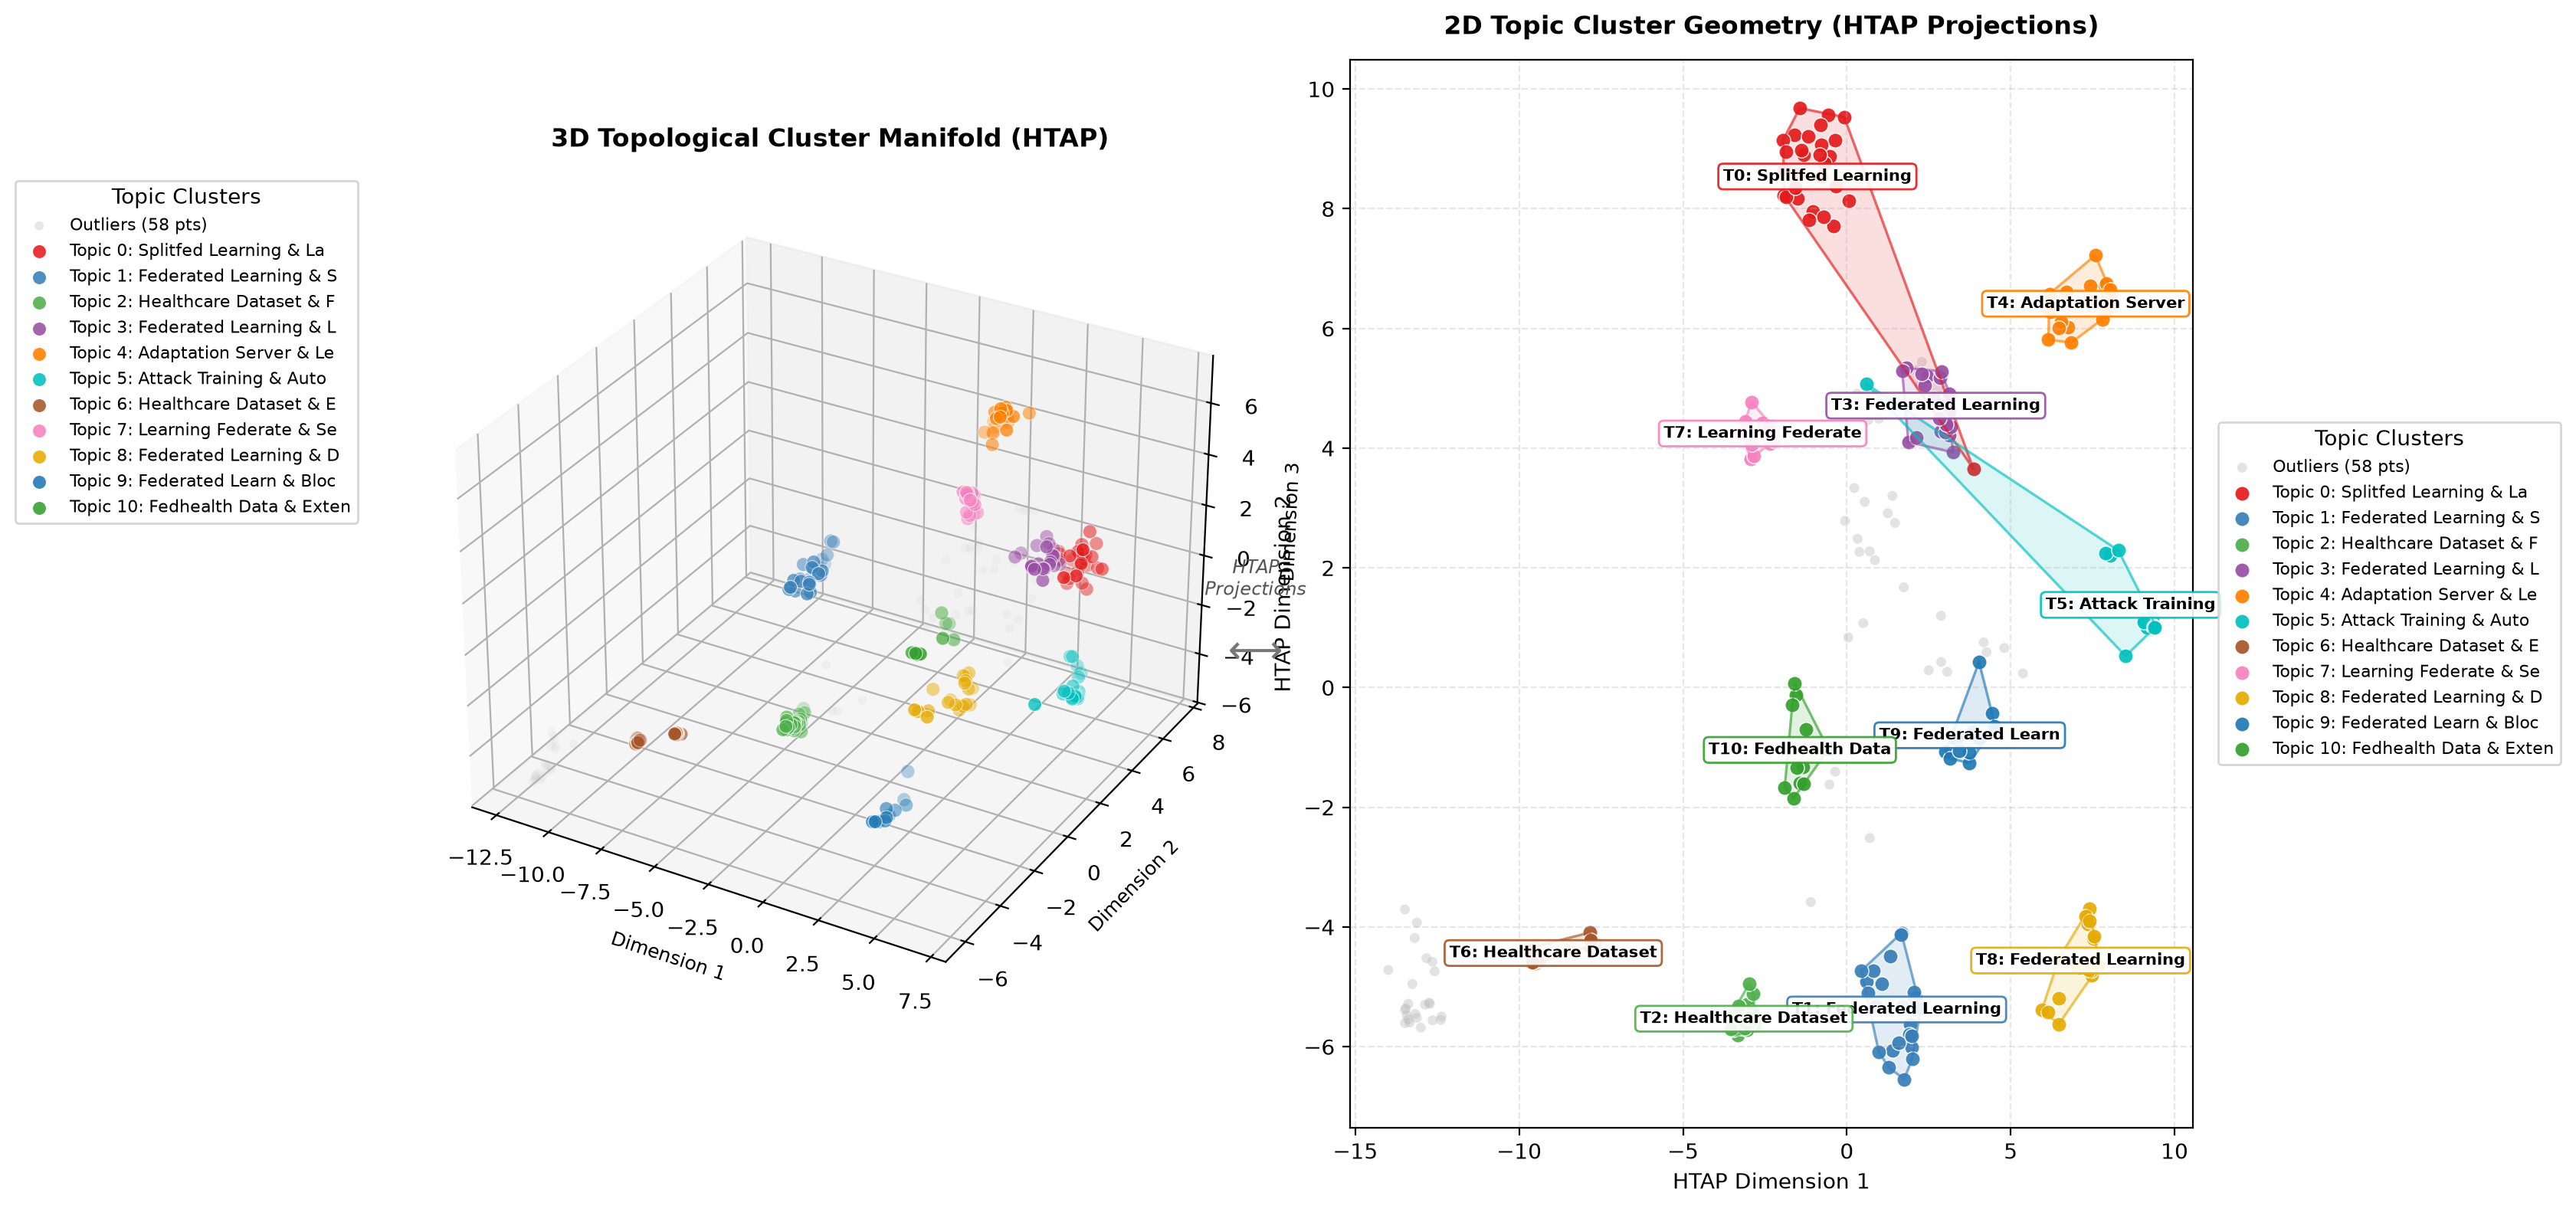 3D Topological Cluster Manifold (HTAP)
Topic Clusters
Outliers (58 pts)
Topic 0: Splitfed Learning & La
Topic 1: Federated Learning & S
Topic 2: Healthcare Dataset & F
Topic 3: Federated Learning & L
Topic 4: Adaptation Server & Le
Topic 5: Attack Training & Auto
Topic 6: Healthcare Dataset & E
Topic 7: Learning Federate & Se
Topic 8: Federated Learning & D
Topic 9: Federated Learn & Bloc
Topic 10: Fedhealth Data & Exten
6
4
2
0
−2
−4
−6
Dimension 3
8
6
4
2
0
−2
−4
−6
Dimension 2
−12.5
−10.0
−7.5
−5.0
−2.5
0.0
2.5
5.0
7.5
Dimension 1
HTAP
Projections
2D Topic Cluster Geometry (HTAP Projections)
HTAP Dimension 2
10
8
6
4
2
0
−2
−4
−6
T0: Splitfed Learning
T4: Adaptation Server
T3: Federated Learning
T7: Learning Federate
T5: Attack Training
T9: Federated Learn
T10: Fedhealth Data
T6: Healthcare Dataset
T8: Federated Learning
T1: Federated Learning
T2: Healthcare Dataset
−15
−10
−5
0
5
10
HTAP Dimension 1
Topic Clusters
Outliers (58 pts)
Topic 0: Splitfed Learning & La
Topic 1: Federated Learning & S
Topic 2: Healthcare Dataset & F
Topic 3: Federated Learning & L
Topic 4: Adaptation Server & Le
Topic 5: Attack Training & Auto
Topic 6: Healthcare Dataset & E
Topic 7: Learning Federate & Se
Topic 8: Federated Learning & D
Topic 9: Federated Learn & Bloc
Topic 10: Fedhealth Data & Exten